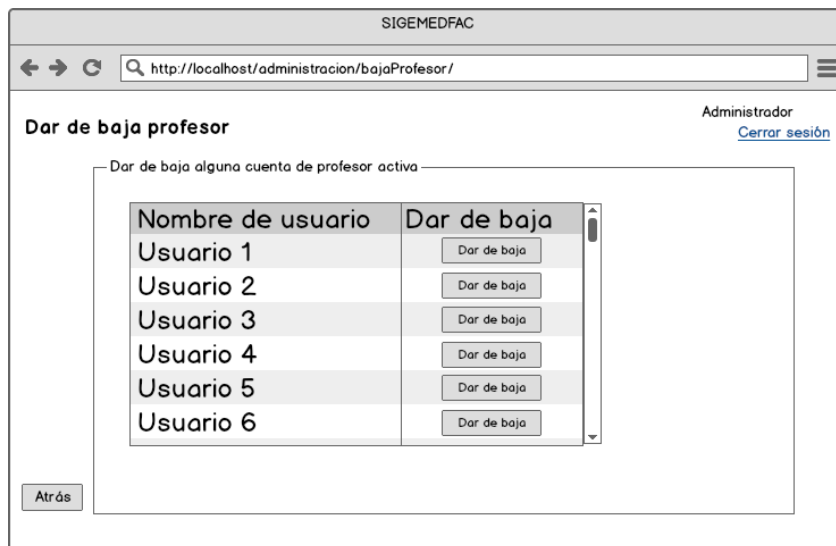 SIGEMEDFAC
http://localhost/administracion/bajaProfesor/
Administrador
Dar de baja profesor
Cerrar sesión
Dar de baja alguna cuenta de profesor activa
Nombre de usuario Dar de baja
Usuario 1 Dar de baja
Usuario 2 Dar de baja
Usuario 3 Dar de baja
Usuario 4 Dar de baja
Usuario 5 Dar de baja
Usuario 6 Dar de baja
Atrás